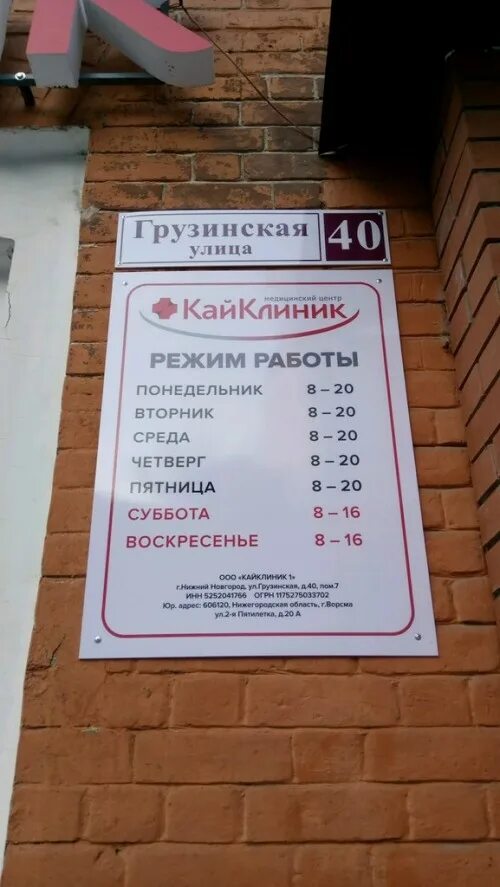 К
Грузинская
улица
40
медицинский центр
КайКлиник
РЕЖИМ РАБОТЫ
ПОНЕДЕЛЬНИК 8 – 20
ВТОРНИК 8 – 20
СРЕДА 8 – 20
ЧЕТВЕРГ 8 – 20
ПЯТНИЦА 8 – 20
СУББОТА 8 – 16
ВОСКРЕСЕНЬЕ 8 – 16
ООО «КАЙКЛИНИК 1»
г.Нижний Новгород, ул.Грузинская, д.40, пом.7
ИНН 5252041766 ОГРН 1175275033702
Юр. адрес: 606120, Нижегородская область, г.Ворсма
ул.2-я Пятилетка, д.20 А